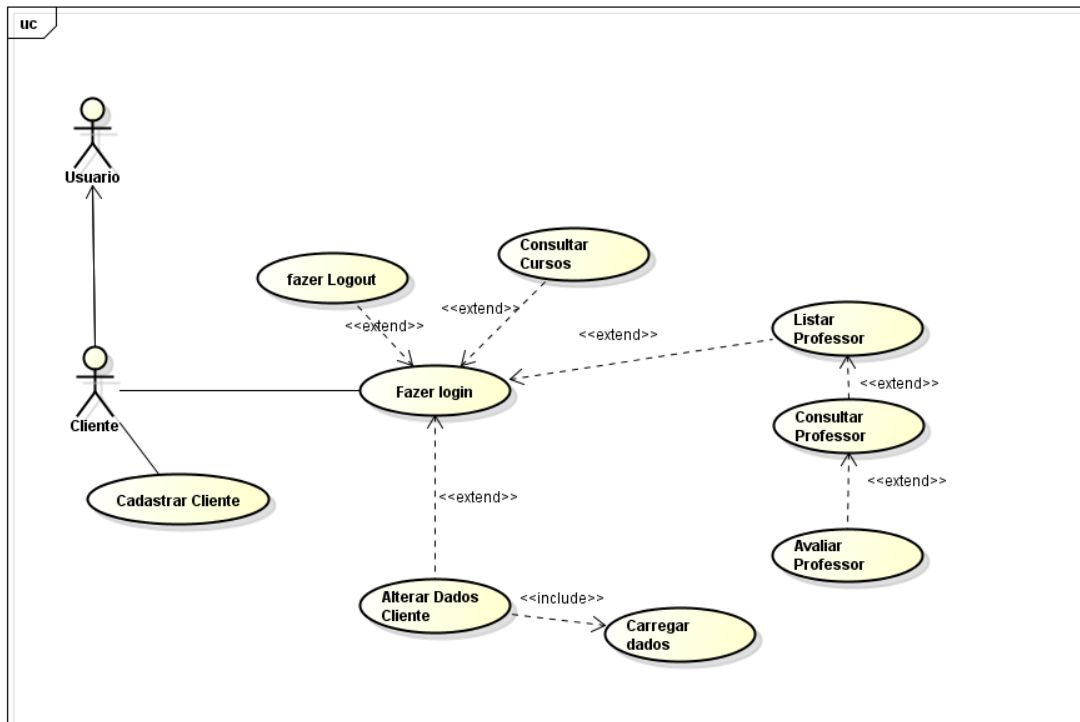 uc
Usuario
Consultar
Cursos
fazer Logout
<<extend>>
<<extend>>
<<extend>>
Listar
Professor
<<extend>>
Fazer login
Cliente
Consultar
Professor
<<extend>>
Cadastrar Cliente
<<extend>>
Avaliar
Professor
Alterar Dados
Cliente
<<include>>
Carregar
dados